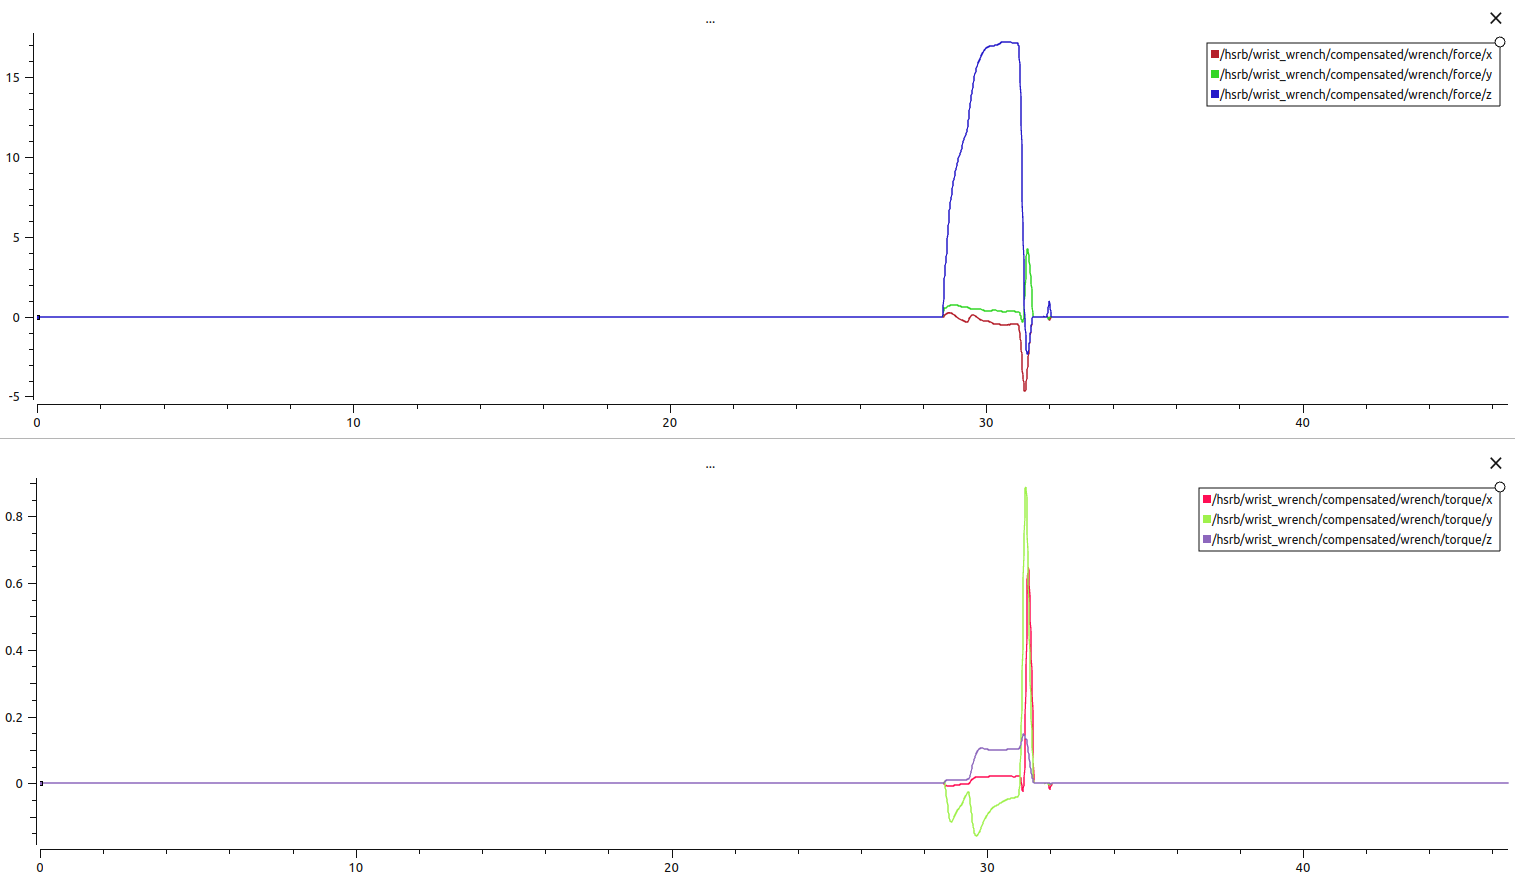 ...
/hsrb/wrist_wrench/compensated/wrench/force/x
/hsrb/wrist_wrench/compensated/wrench/force/y
/hsrb/wrist_wrench/compensated/wrench/force/z
15
10
5
0
-5
0 10 20 30 40
...
/hsrb/wrist_wrench/compensated/wrench/torque/x
/hsrb/wrist_wrench/compensated/wrench/torque/y
/hsrb/wrist_wrench/compensated/wrench/torque/z
0.8
0.6
0.4
0.2
0
0 10 20 30 40